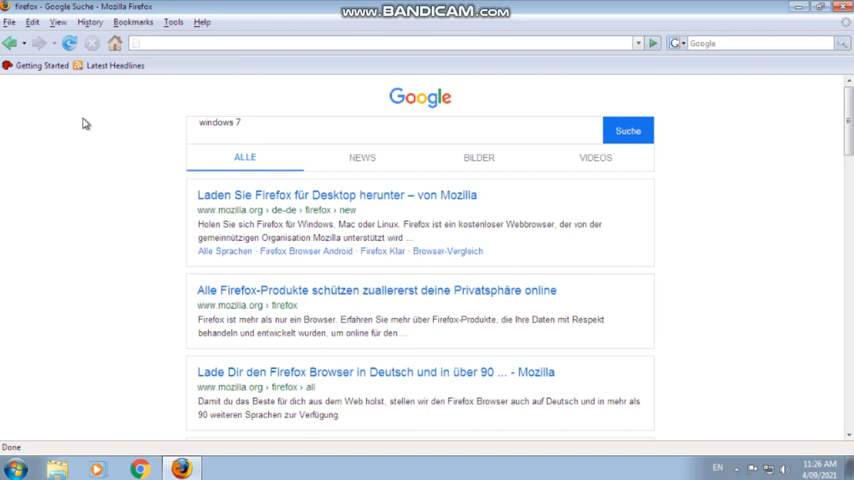 firefox - Google Suche - Mozilla Firefox
www.BANDICAM.com
File Edit View History Bookmarks Tools Help
Google
Getting Started Latest Headlines
Google
windows 7
Suche
ALLE NEWS BILDER VIDEOS
Laden Sie Firefox für Desktop herunter – von Mozilla
www.mozilla.org › de-de › firefox › new
Holen Sie sich Firefox für Windows, Mac oder Linux. Firefox ist ein kostenloser Webbrowser, der von der
gemeinnützigen Organisation Mozilla unterstützt wird ...
Alle Sprachen · Firefox Browser Android · Firefox Klar · Browser-Vergleich
Alle Firefox-Produkte schützen zuallererst deine Privatsphäre online
www.mozilla.org › firefox
Firefox ist mehr als nur ein Browser. Erfahren Sie mehr über Firefox-Produkte, die Ihre Daten mit Respekt
behandeln und entwickelt wurden, um online für den ...
Lade Dir den Firefox Browser in Deutsch und in über 90 ... - Mozilla
www.mozilla.org › firefox › all
Damit du das Beste für dich aus dem Web holst, stellen wir den Firefox Browser auch auf Deutsch und in mehr als
90 weiteren Sprachen zur Verfügung.
Done
EN
11:26 AM
4/09/2021